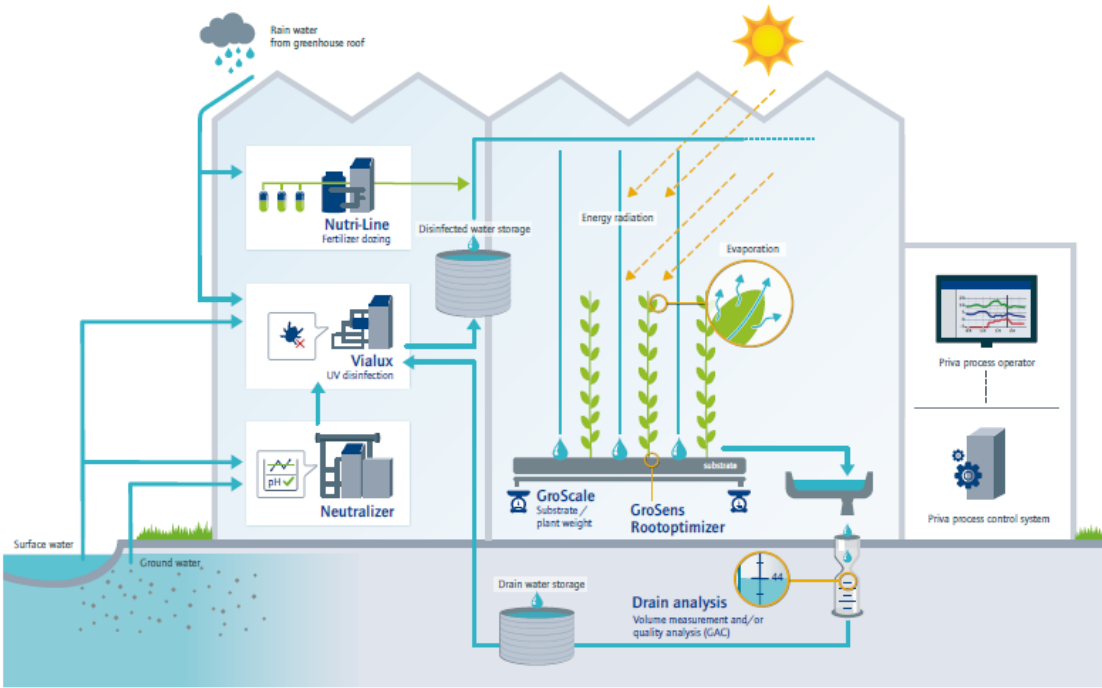 Rain water
from greenhouse roof
Nutri-Line
Fertilizer dozing
Disinfected water storage
Energy radiation
Evaporation
Vialux
UV disinfection
Priva process operator
pH
Neutralizer
substrate
GroScale
Substrate /
plant weight
GroSens
Rootoptimizer
Priva process control system
Surface water
Ground water
Drain water storage
44
Drain analysis
Volume measurement and/or
quality analysis (GAC)